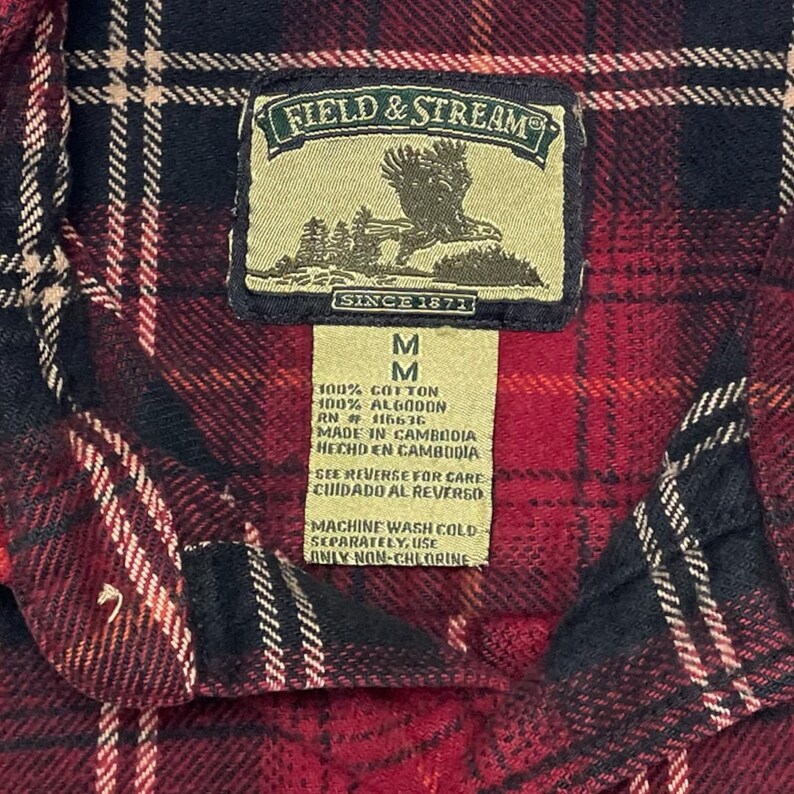 FIELD & STREAM
SINCE 1871
M
M
100% COTTON
100% ALGODON
RN # 116636
MADE IN CAMBODIA
HECHO EN CAMBODIA
SEE REVERSE FOR CARE
CUIDADO AL REVERSO
MACHINE WASH COLD
SEPARATELY, USE
ONLY NON-CHLORINE